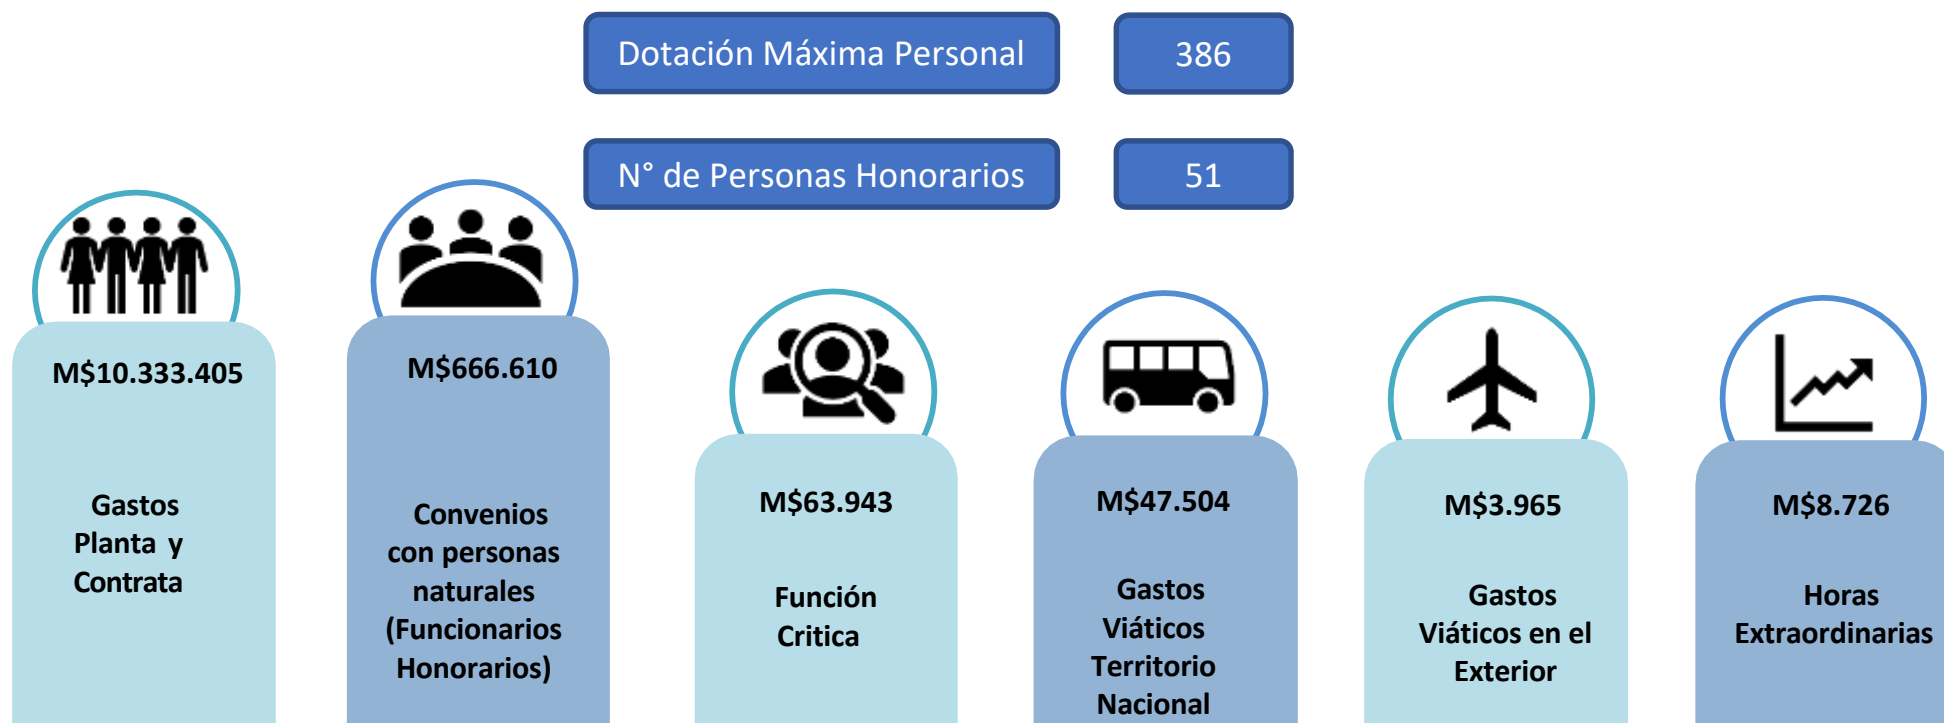 Dotación Máxima Personal
386
N° de Personas Honorarios
51
M$10.333.405
Gastos
Planta y
Contrata
M$666.610
Convenios
con personas
naturales
(Funcionarios
Honorarios)
M$63.943
Función
Critica
M$47.504
Gastos
Viáticos
Territorio
Nacional
M$3.965
Gastos
Viáticos en el
Exterior
M$8.726
Horas
Extraordinarias